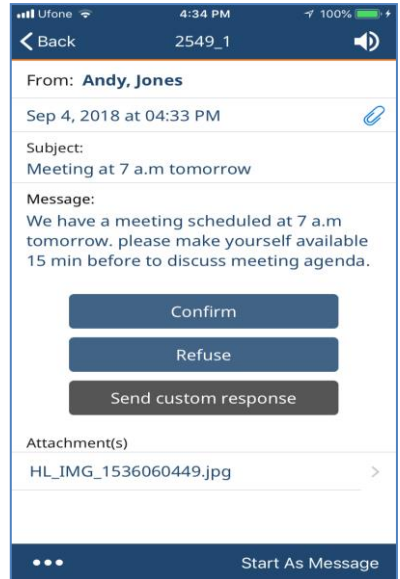 Ufone 4:34 PM 100%
Back 2549_1
From: Andy, Jones
Sep 4, 2018 at 04:33 PM
Subject:
Meeting at 7 a.m tomorrow
Message:
We have a meeting scheduled at 7 a.m
tomorrow. please make yourself available
15 min before to discuss meeting agenda.
Confirm
Refuse
Send custom response
Attachment(s)
HL_IMG_1536060449.jpg
Start As Message